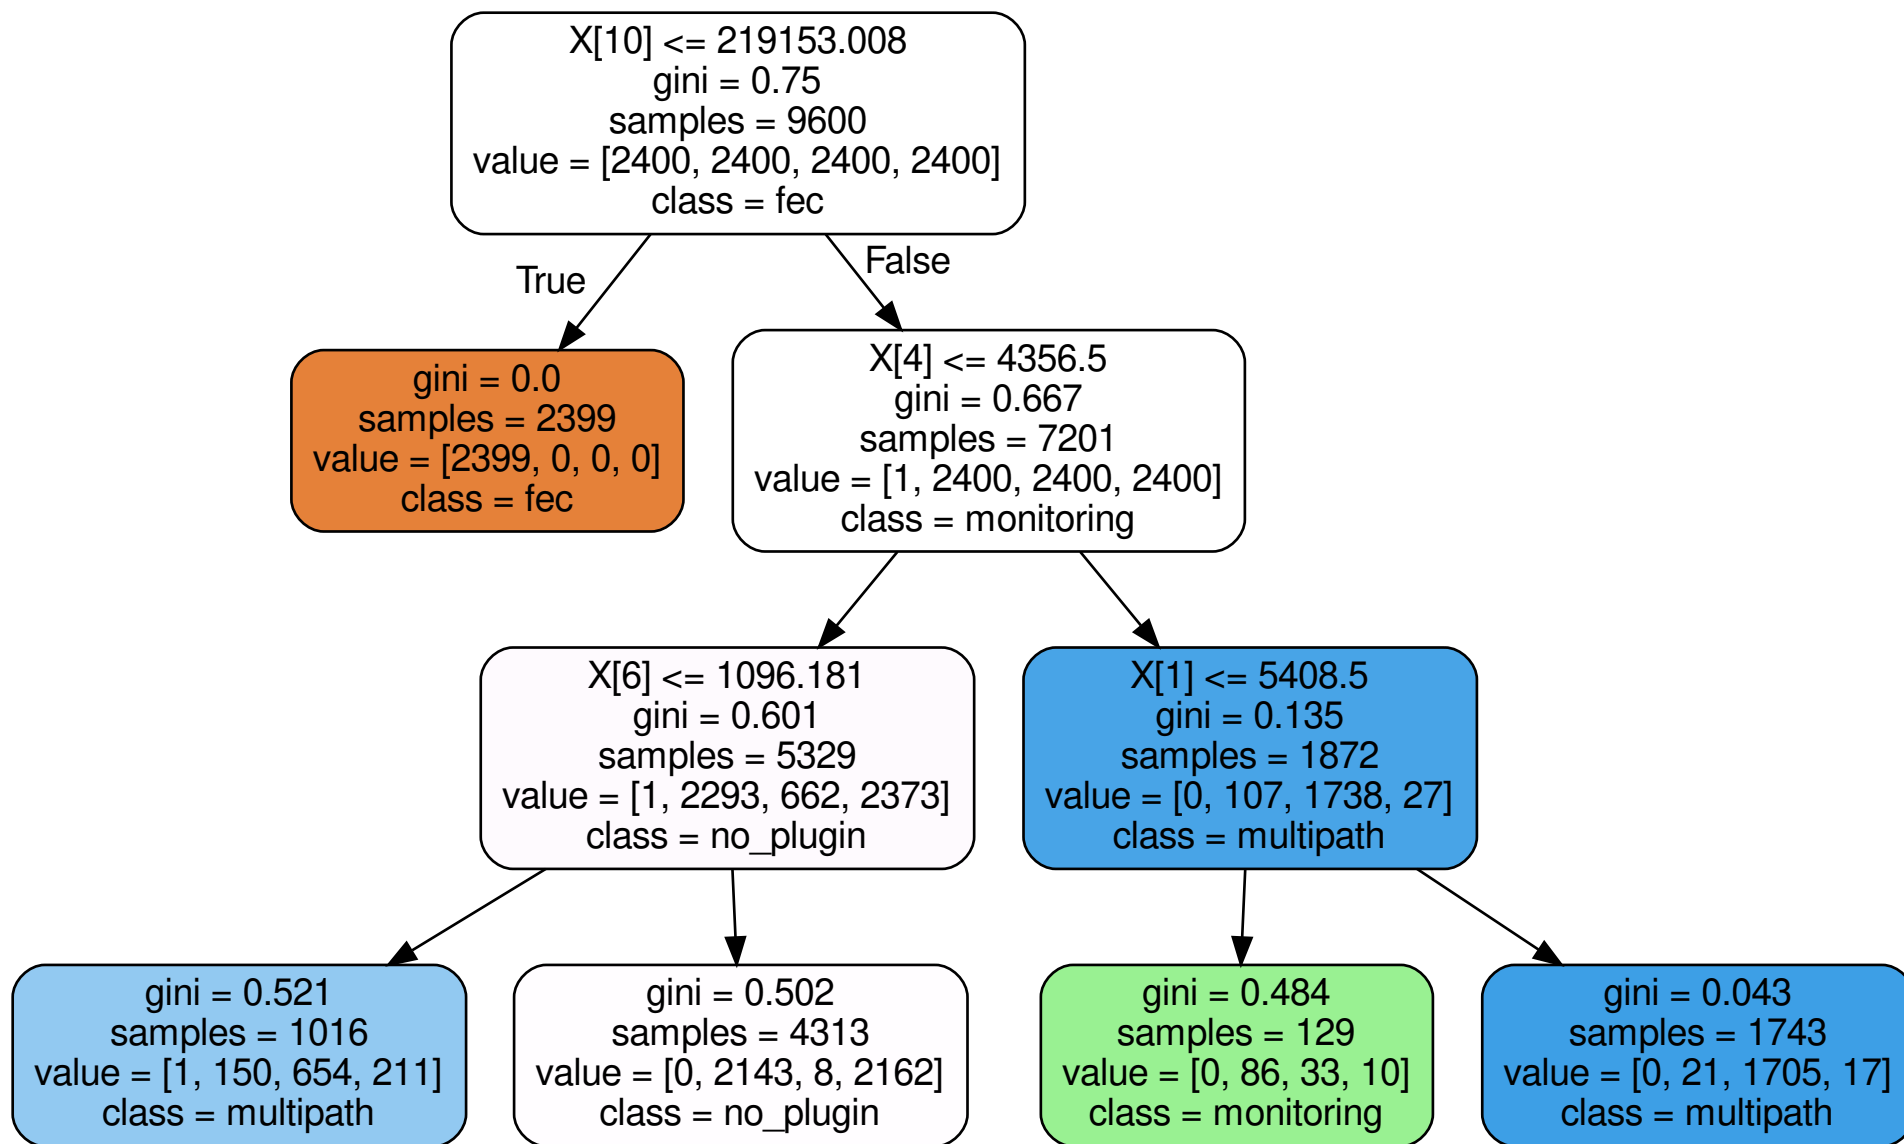 X[10] <= 219153.008
gini = 0.75
samples = 9600
value = [2400, 2400, 2400, 2400]
class = fec
True
False
gini = 0.0
samples = 2399
value = [2399, 0, 0, 0]
class = fec
X[4] <= 4356.5
gini = 0.667
samples = 7201
value = [1, 2400, 2400, 2400]
class = monitoring
X[6] <= 1096.181
gini = 0.601
samples = 5329
value = [1, 2293, 662, 2373]
class = no_plugin
X[1] <= 5408.5
gini = 0.135
samples = 1872
value = [0, 107, 1738, 27]
class = multipath
gini = 0.521
samples = 1016
value = [1, 150, 654, 211]
class = multipath
gini = 0.502
samples = 4313
value = [0, 2143, 8, 2162]
class = no_plugin
gini = 0.484
samples = 129
value = [0, 86, 33, 10]
class = monitoring
gini = 0.043
samples = 1743
value = [0, 21, 1705, 17]
class = multipath